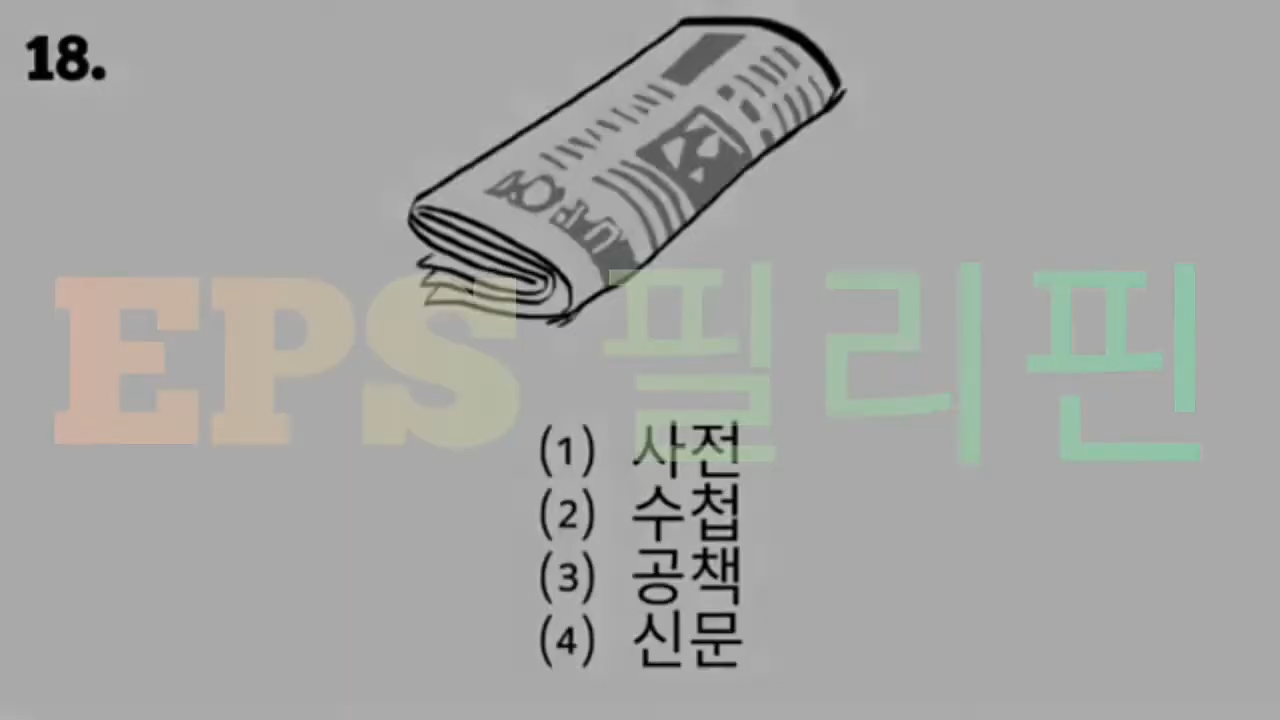 18.
EPS 필리핀
(1) 사전
(2) 수첩
(3) 공책
(4) 신문